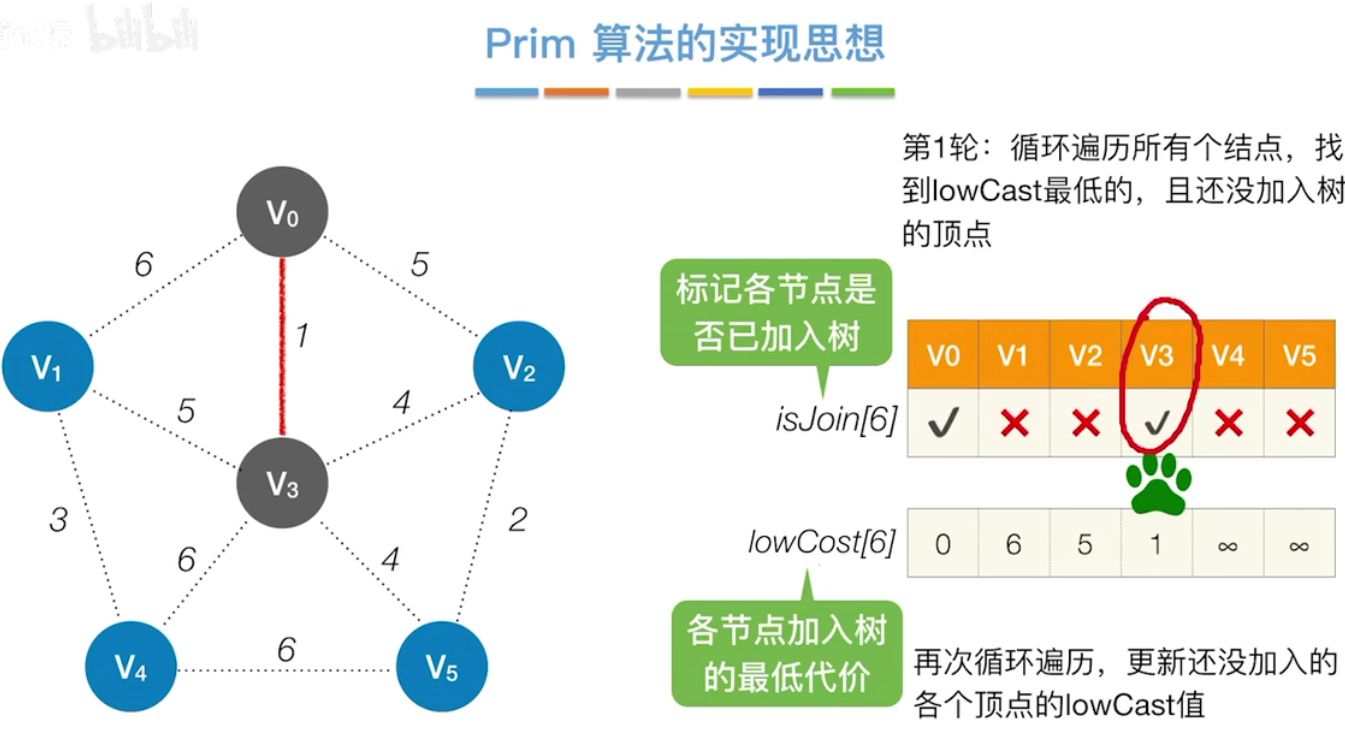 bilibili
Prim 算法的实现思想
第1轮：循环遍历所有个结点，找
到lowCast最低的，且还没加入树
的顶点
标记各节点是
否已加入树
V0 V1 V2 V3 V4 V5
isJoin[6] ✓ ✕ ✕ ✓ ✕ ✕
lowCost[6] 0 6 5 1 ∞ ∞
各节点加入树
的最低代价
再次循环遍历，更新还没加入的
各个顶点的lowCast值
V₀
6
5
1
V₁
V₂
5
4
V₃
3
2
6
4
V₄
6
V₅